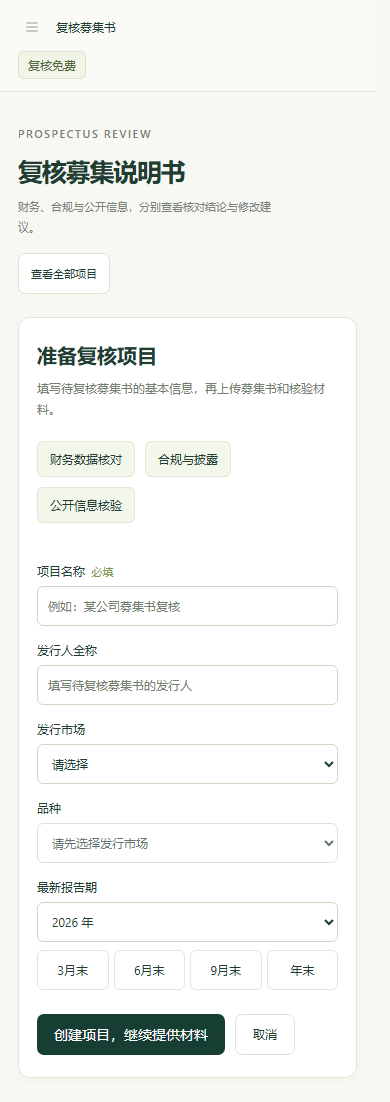 复核募集书
复核免费
PROSPECTUS REVIEW
复核募集说明书
财务、合规与公开信息，分别查看核对结论与修改建
议。
查看全部项目
准备复核项目
填写待复核募集书的基本信息，再上传募集书和核验材
料。
财务数据核对
合规与披露
公开信息核验
项目名称 必填
例如：某公司募集书复核
发行人全称
填写待复核募集书的发行人
发行市场
请选择
品种
请先选择发行市场
最新报告期
2026 年
3月末
6月末
9月末
年末
创建项目，继续提供材料
取消